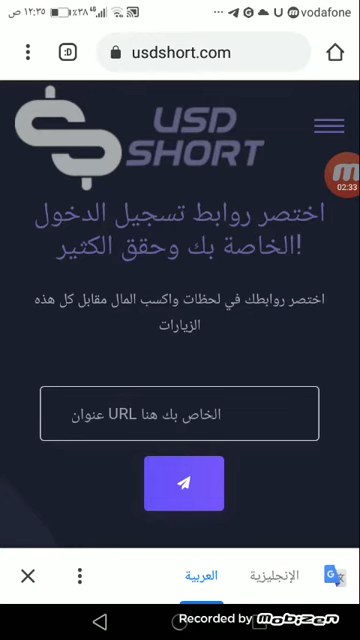 ١٢:٣٥ ص
٪٣٨
vodafone
:D
usdshort.com
USD
SHORT
02:33
اختصر روابط تسجيل الدخول
الخاصة بك وحقق الكثير!
اختصر روابطك في لحظات واكسب المال مقابل كل هذه
الزيارات
عنوان URL الخاص بك هنا
العربية
الإنجليزية
Recorded by Mobizen